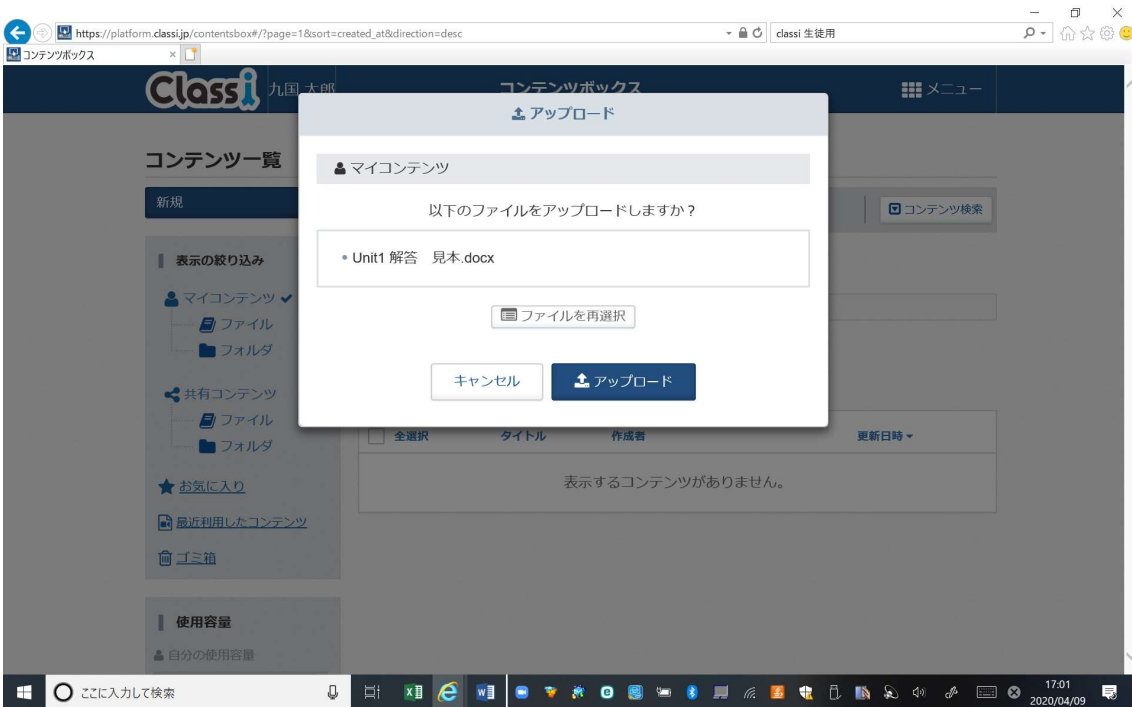 https://platform.classi.jp/contentsbox#/?page=1&sort=created_at&direction=desc
classi 生徒用
コンテンツボックス
Classi
九国 太郎
コンテンツボックス
メニュー
アップロード
コンテンツ一覧
マイコンテンツ
新規
以下のファイルをアップロードしますか？
コンテンツ検索
• Unit1 解答　見本.docx
表示の絞り込み
マイコンテンツ
ファイルを再選択
ファイル
フォルダ
キャンセル
アップロード
共有コンテンツ
ファイル
フォルダ
全選択
タイトル
作成者
更新日時
表示するコンテンツがありません。
お気に入り
最近利用したコンテンツ
ゴミ箱
使用容量
自分の使用容量
ここに入力して検索
17:01
2020/04/09